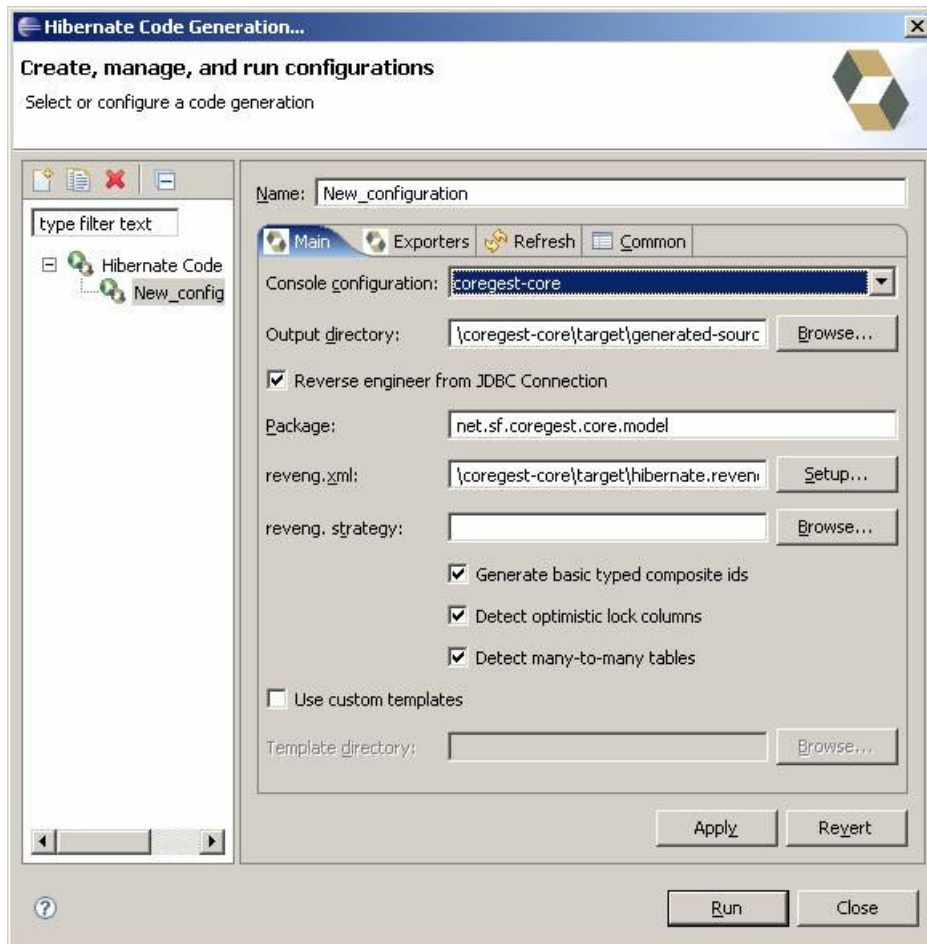 Hibernate Code Generation...
Create, manage, and run configurations
Select or configure a code generation
type filter text
Hibernate Code
New_config
Name: New_configuration
Main Exporters Refresh Common
Console configuration: coregest-core
Output directory: \coregest-core\target\generated-sourc Browse...
Reverse engineer from JDBC Connection
Package: net.sf.coregest.core.model
reveng.xml: \coregest-core\target\hibernate.reven Setup...
reveng. strategy: Browse...
Generate basic typed composite ids
Detect optimistic lock columns
Detect many-to-many tables
Use custom templates
Template directory: Browse...
Apply Revert
? Run Close